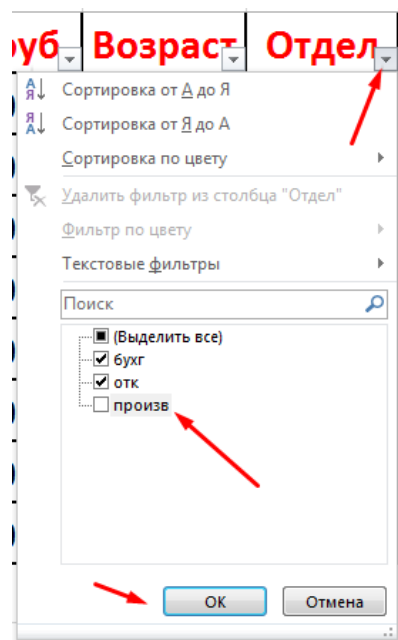 руб Возраст Отдел
Сортировка от А до Я
Сортировка от Я до А
Сортировка по цвету
Удалить фильтр из столбца "Отдел"
Фильтр по цвету
Текстовые фильтры
Поиск
(Выделить все)
бухг
отк
произв
ОК Отмена